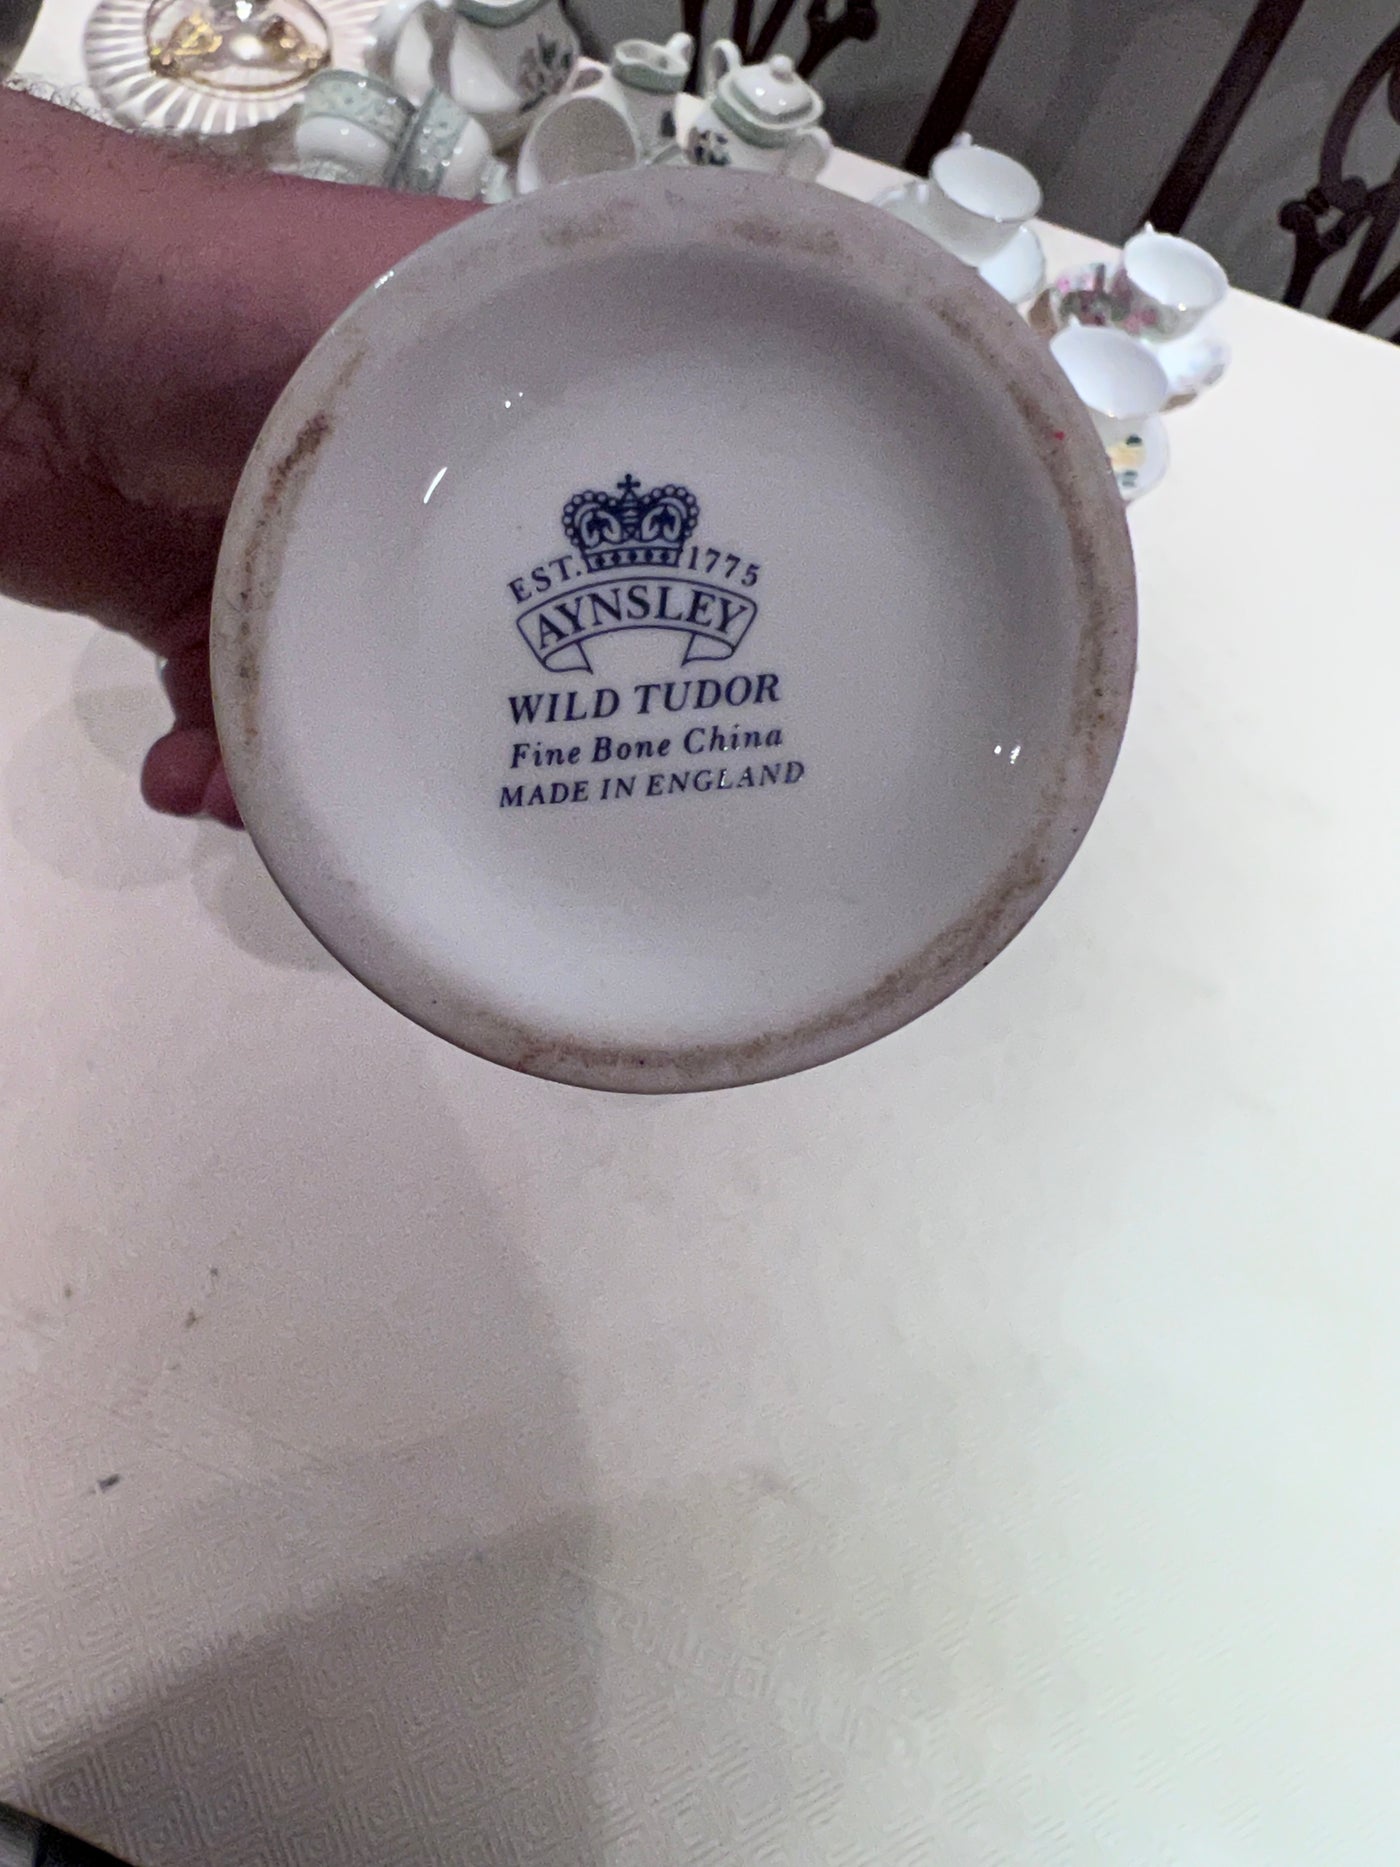 EST. 1775
AYNSLEY
WILD TUDOR
Fine Bone China
MADE IN ENGLAND